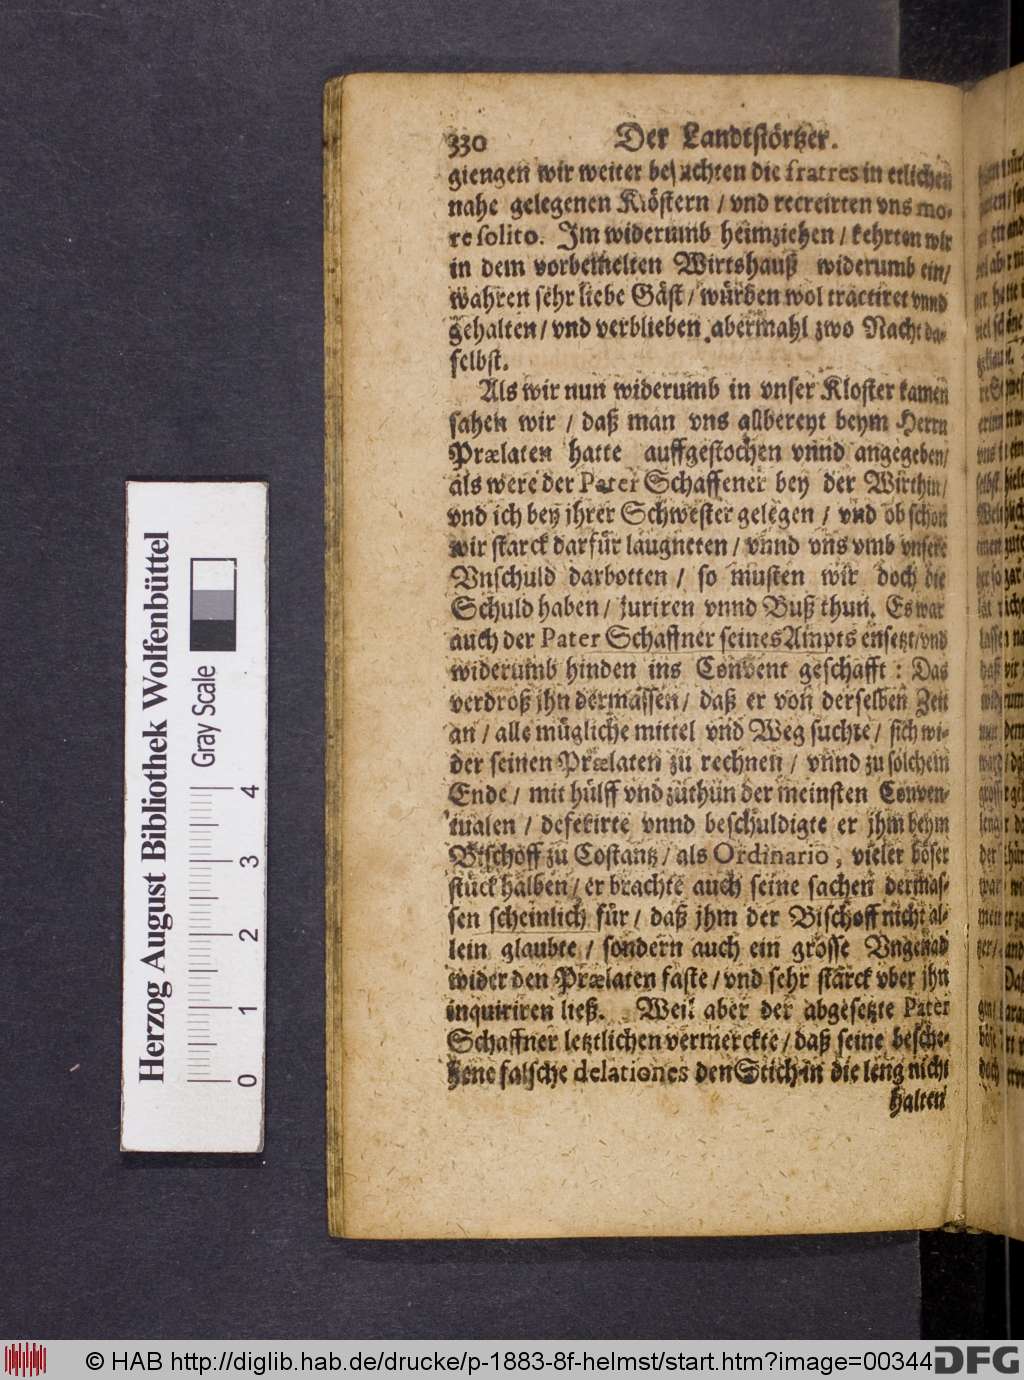 330 Der Landtstörtzer.
giengen wir weiter besuchten die fratres in etlichen
nahe gelegenen Klöstern / vnd recreirten vns mo-
re solito. Im widerumb heimziehen / kehrten wir
in dem vorbemelten Wirtshauß widerumb ein /
wahren sehr liebe Gäst / würden wol tractiret vnnd
gehalten / vnd verblieben abermahl zwo Nacht da-
selbst.
Als wir nun widerumb in vnser Kloster kamen
sahen wir / daß man vns allbereyt beym Herrn
Prælaten hatte auffgestochen vnnd angegeben /
als were der Pater Schaffener bey der Wirthin /
vnd ich bey jhrer Schwester gelegen / vnd ob schon
wir starck darfür laugneten / vnnd vns vmb vnsere
Vnschuld darbotten / so musten wir doch die
Schuld haben / juriren vnnd Buß thun. Es war
auch der Pater Schaffner seines Ampts ensetzt / vnd
widerumb hinden ins Convent geschafft : Das
verdroß jhn dermassen / daß er von derselben Zeit
an / alle mügliche mittel vnd Weg suchte / sich wi-
der seinen Prælaten zu rechnen / vnnd zu solchem
Ende / mit hülff vnd zuthun der meinsten Conven-
tualen / deferirte vnnd beschuldigte er jhm beym
Bischoff zu Costantz / als Ordinario, vieler böser
stück halben / er brachte auch seine sachen dermas-
sen scheinlich für / daß jhm der Bischoff nicht al-
lein glaubte / sondern auch ein grosse Vngenad
wider den Prælaten faste / vnd sehr starck vber jhn
inquiriren ließ. Weil aber der abgesetzte Pater
Schaffner letztlichen vermerckte / daß seine besche-
hene falsche delationes den Stich in die leng nicht
halten
Herzog August Bibliothek Wolfenbüttel
Gray Scale
0 1 2 3 4
© HAB http://diglib.hab.de/drucke/p-1883-8f-helmst/start.htm?image=00344
DFG